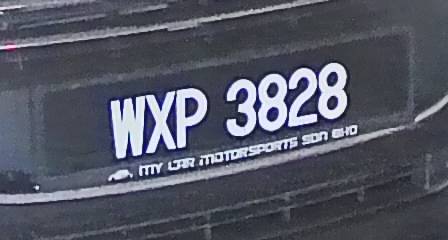 WXP 3828
MY CAR MOTORSPORTS SDN BHD